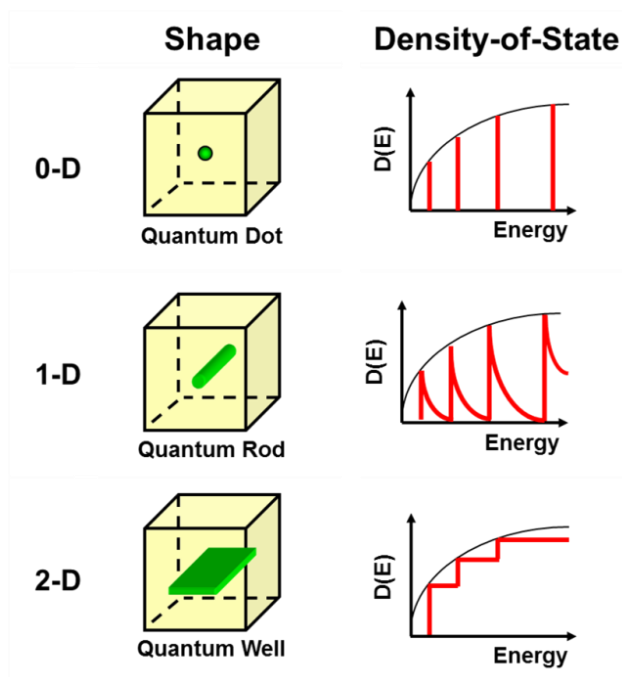 Shape
Density-of-State
0-D
Quantum Dot
D(E)
Energy
1-D
Quantum Rod
D(E)
Energy
2-D
Quantum Well
D(E)
Energy